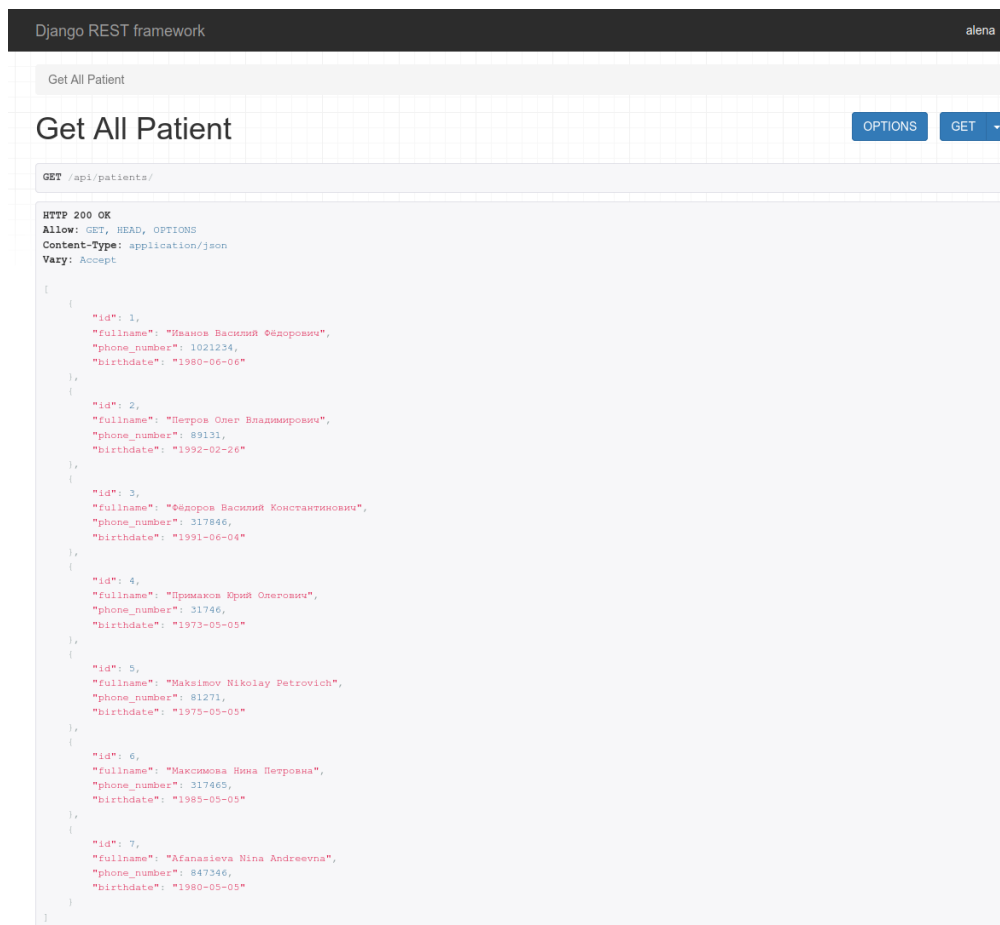 Django REST framework
alena
Get All Patient
Get All Patient
OPTIONS
GET
GET /api/patients/
HTTP 200 OK
Allow: GET, HEAD, OPTIONS
Content-Type: application/json
Vary: Accept
[
{
"id": 1,
"fullname": "Иванов Василий Фёдорович",
"phone_number": 1021234,
"birthdate": "1980-06-06"
},
{
"id": 2,
"fullname": "Петров Олег Владимирович",
"phone_number": 89131,
"birthdate": "1992-02-26"
},
{
"id": 3,
"fullname": "Фёдоров Василий Константинович",
"phone_number": 317846,
"birthdate": "1991-06-04"
},
{
"id": 4,
"fullname": "Примаков Юрий Олегович",
"phone_number": 31746,
"birthdate": "1973-05-05"
},
{
"id": 5,
"fullname": "Maksimov Nikolay Petrovich",
"phone_number": 81271,
"birthdate": "1975-05-05"
},
{
"id": 6,
"fullname": "Максимова Нина Петровна",
"phone_number": 317465,
"birthdate": "1985-05-05"
},
{
"id": 7,
"fullname": "Afanasieva Nina Andreevna",
"phone_number": 847346,
"birthdate": "1980-05-05"
}
]